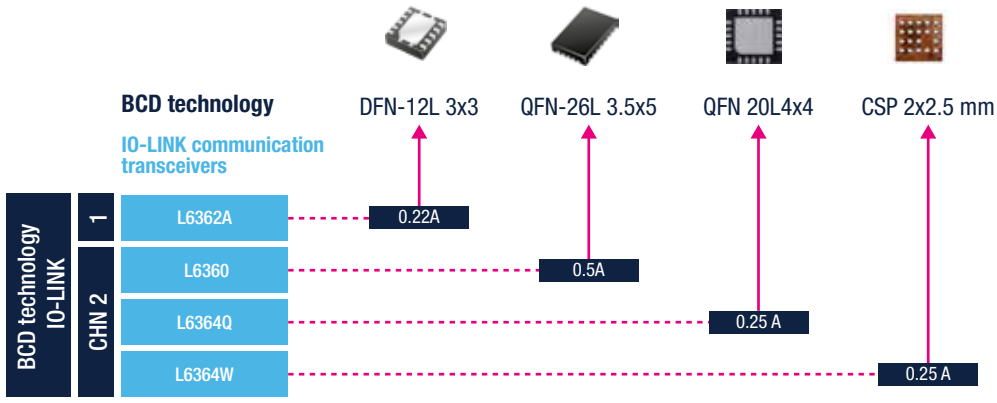 BCD technology
DFN-12L 3x3
QFN-26L 3.5x5
QFN 20L4x4
CSP 2x2.5 mm
IO-LINK communication
transceivers
BCD technology
IO-LINK
1
L6362A
0.22A
CHN 2
L6360
0.5A
L6364Q
0.25 A
L6364W
0.25 A